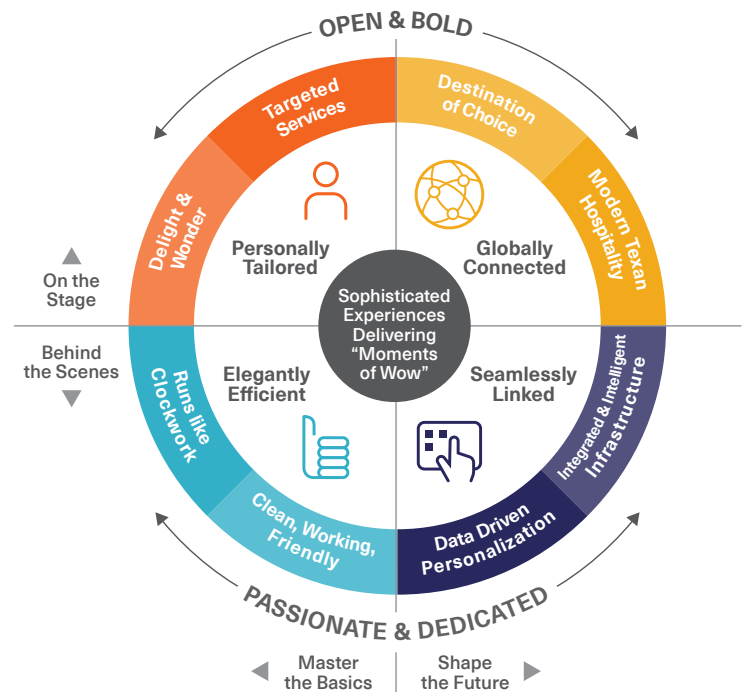 OPEN & BOLD
Targeted
Services
Destination
of Choice
Delight &
Wonder
Modern Texan
Hospitality
Personally
Tailored
Globally
Connected
On the
Stage
Sophisticated
Experiences
Delivering
“Moments
of Wow”
Behind
the Scenes
Elegantly
Efficient
Seamlessly
Linked
Runs like
Clockwork
Integrated & Intelligent
Infrastructure
Clean, Working,
Friendly
Data Driven
Personalization
PASSIONATE & DEDICATED
Master
the Basics
Shape
the Future